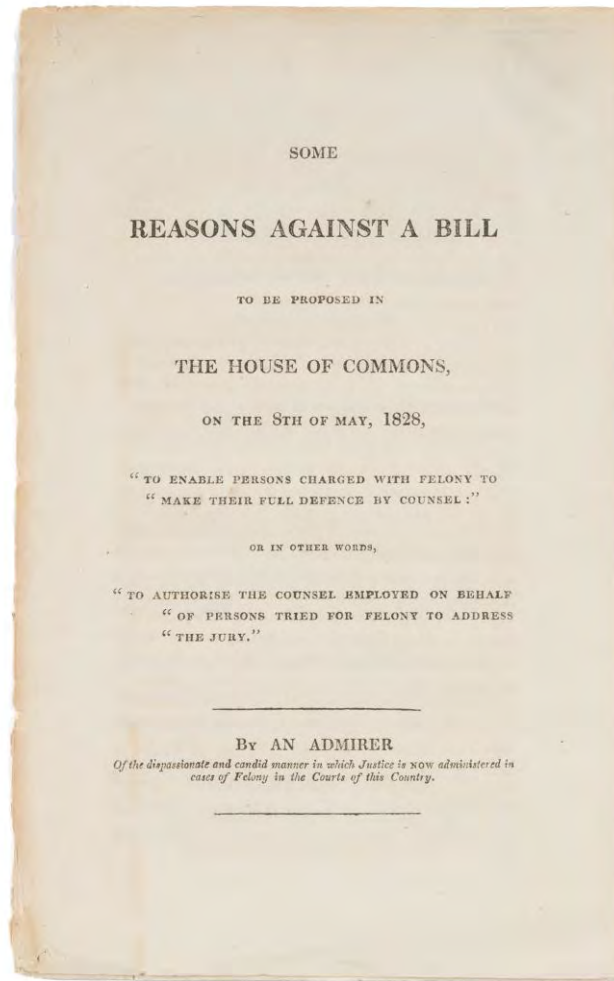 SOME
REASONS AGAINST A BILL
TO BE PROPOSED IN
THE HOUSE OF COMMONS,
ON THE 8TH OF MAY, 1828,
“ TO ENABLE PERSONS CHARGED WITH FELONY TO
“ MAKE THEIR FULL DEFENCE BY COUNSEL :”
OR IN OTHER WORDS,
“ TO AUTHORISE THE COUNSEL EMPLOYED ON BEHALF
“ OF PERSONS TRIED FOR FELONY TO ADDRESS
“ THE JURY.”
BY AN ADMIRER
Of the dispassionate and candid manner in which Justice is NOW administered in
cases of Felony in the Courts of this Country.